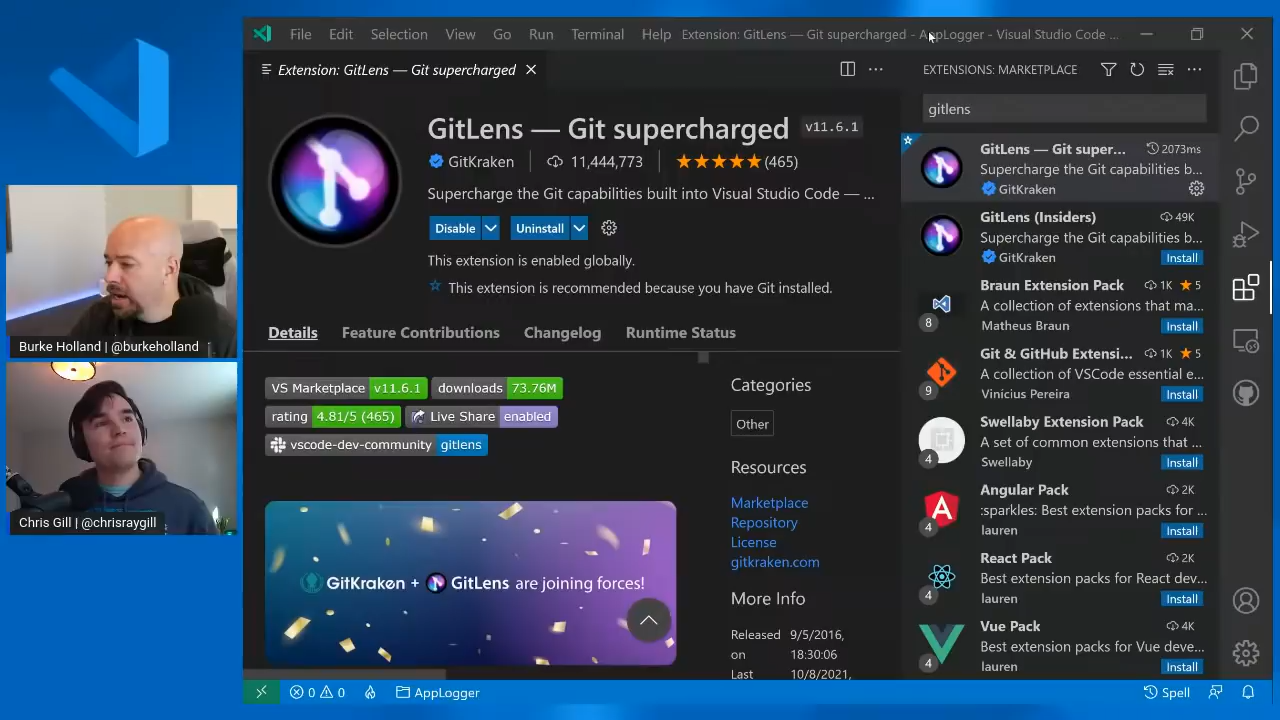 File Edit Selection View Go Run Terminal Help Extension: GitLens — Git supercharged - AppLogger - Visual Studio Code ...
Extension: GitLens — Git supercharged
GitLens — Git supercharged v11.6.1
GitKraken 11,444,773 ★★★★★(465)
Supercharge the Git capabilities built into Visual Studio Code — ...
Disable Uninstall
This extension is enabled globally.
This extension is recommended because you have Git installed.
Details Feature Contributions Changelog Runtime Status
VS Marketplace v11.6.1 downloads 73.76M
rating 4.81/5 (465) Live Share enabled
vscode-dev-community gitlens
GitKraken + GitLens are joining forces!
Categories
Other
Resources
Marketplace
Repository
License
gitkraken.com
More Info
Released 9/5/2016,
on 18:30:06
Last 10/8/2021,
EXTENSIONS: MARKETPLACE
gitlens
GitLens — Git super... 2073ms
Supercharge the Git capabilities b...
GitKraken
GitLens (Insiders) 49K
Supercharge the Git capabilities b...
GitKraken Install
Braun Extension Pack 1K ★ 5
A collection of extensions that ma...
8 Matheus Braun Install
Git & GitHub Extensi... 1K ★ 5
A collection of VSCode essential e...
9 Vinicius Pereira Install
Swellaby Extension Pack 4K
A set of common extensions that ...
4 Swellaby Install
Angular Pack 2K
:sparkles: Best extension packs for ...
4 lauren Install
React Pack 2K
Best extension packs for React dev...
4 lauren Install
Vue Pack 4K
Best extension packs for Vue deve...
4 lauren Install
0 0 AppLogger Spell
Burke Holland | @burkeholland
Chris Gill | @chrisraygill